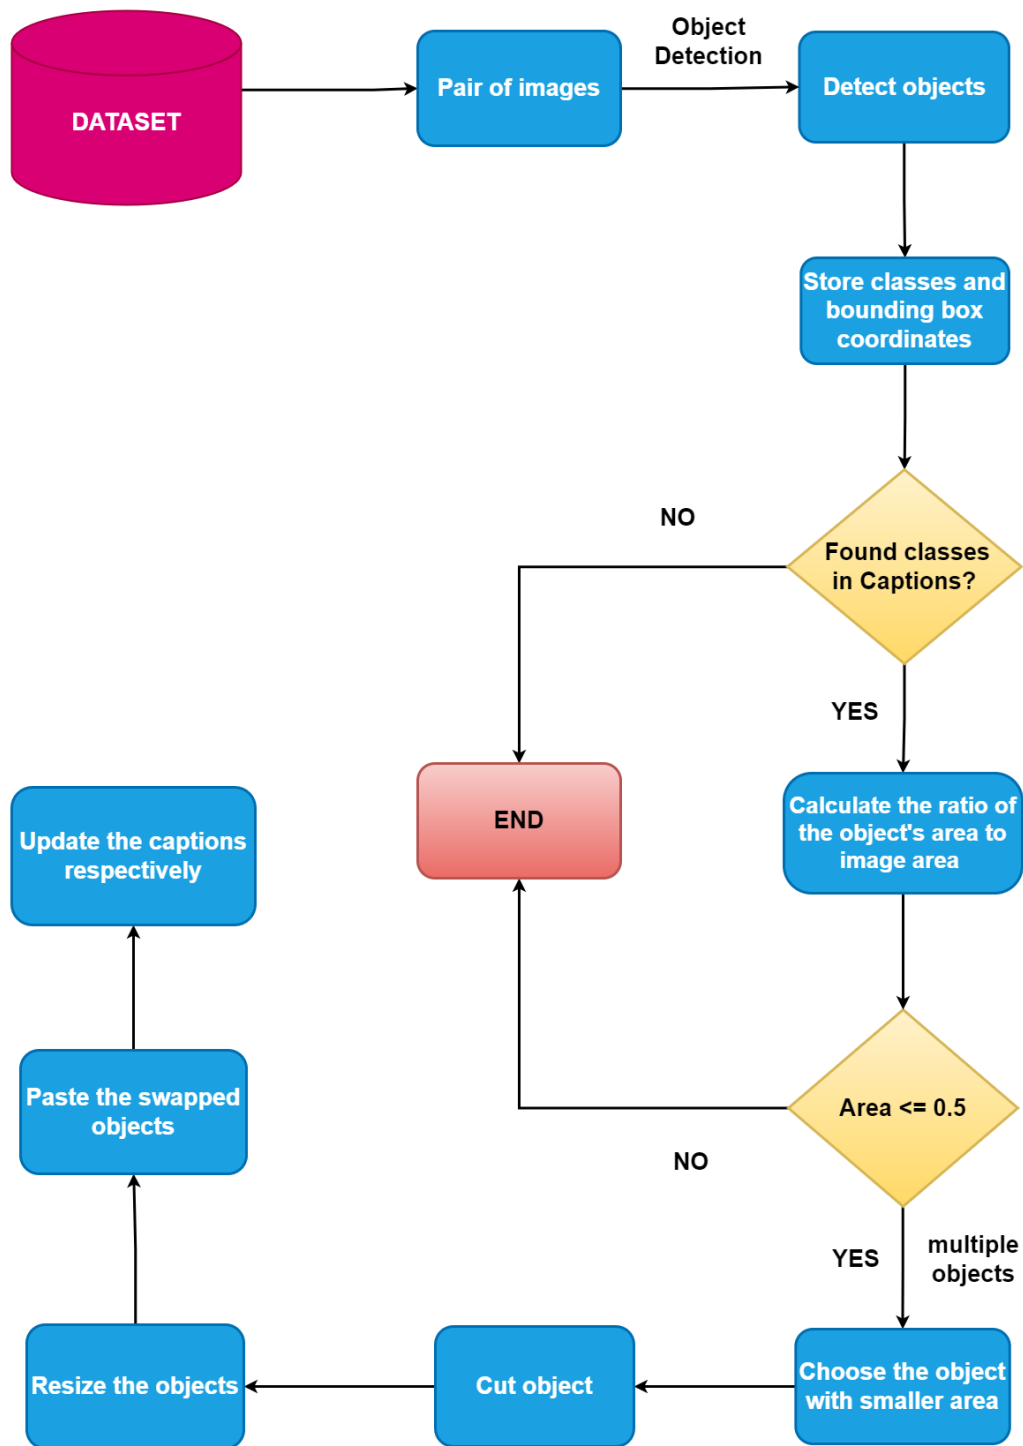 DATASET
Pair of images
Object
Detection
Detect objects
Store classes and
bounding box
coordinates
Found classes
in Captions?
NO
YES
Calculate the ratio of
the object's area to
image area
END
Area <= 0.5
NO
YES
multiple
objects
Choose the object
with smaller area
Cut object
Resize the objects
Paste the swapped
objects
Update the captions
respectively